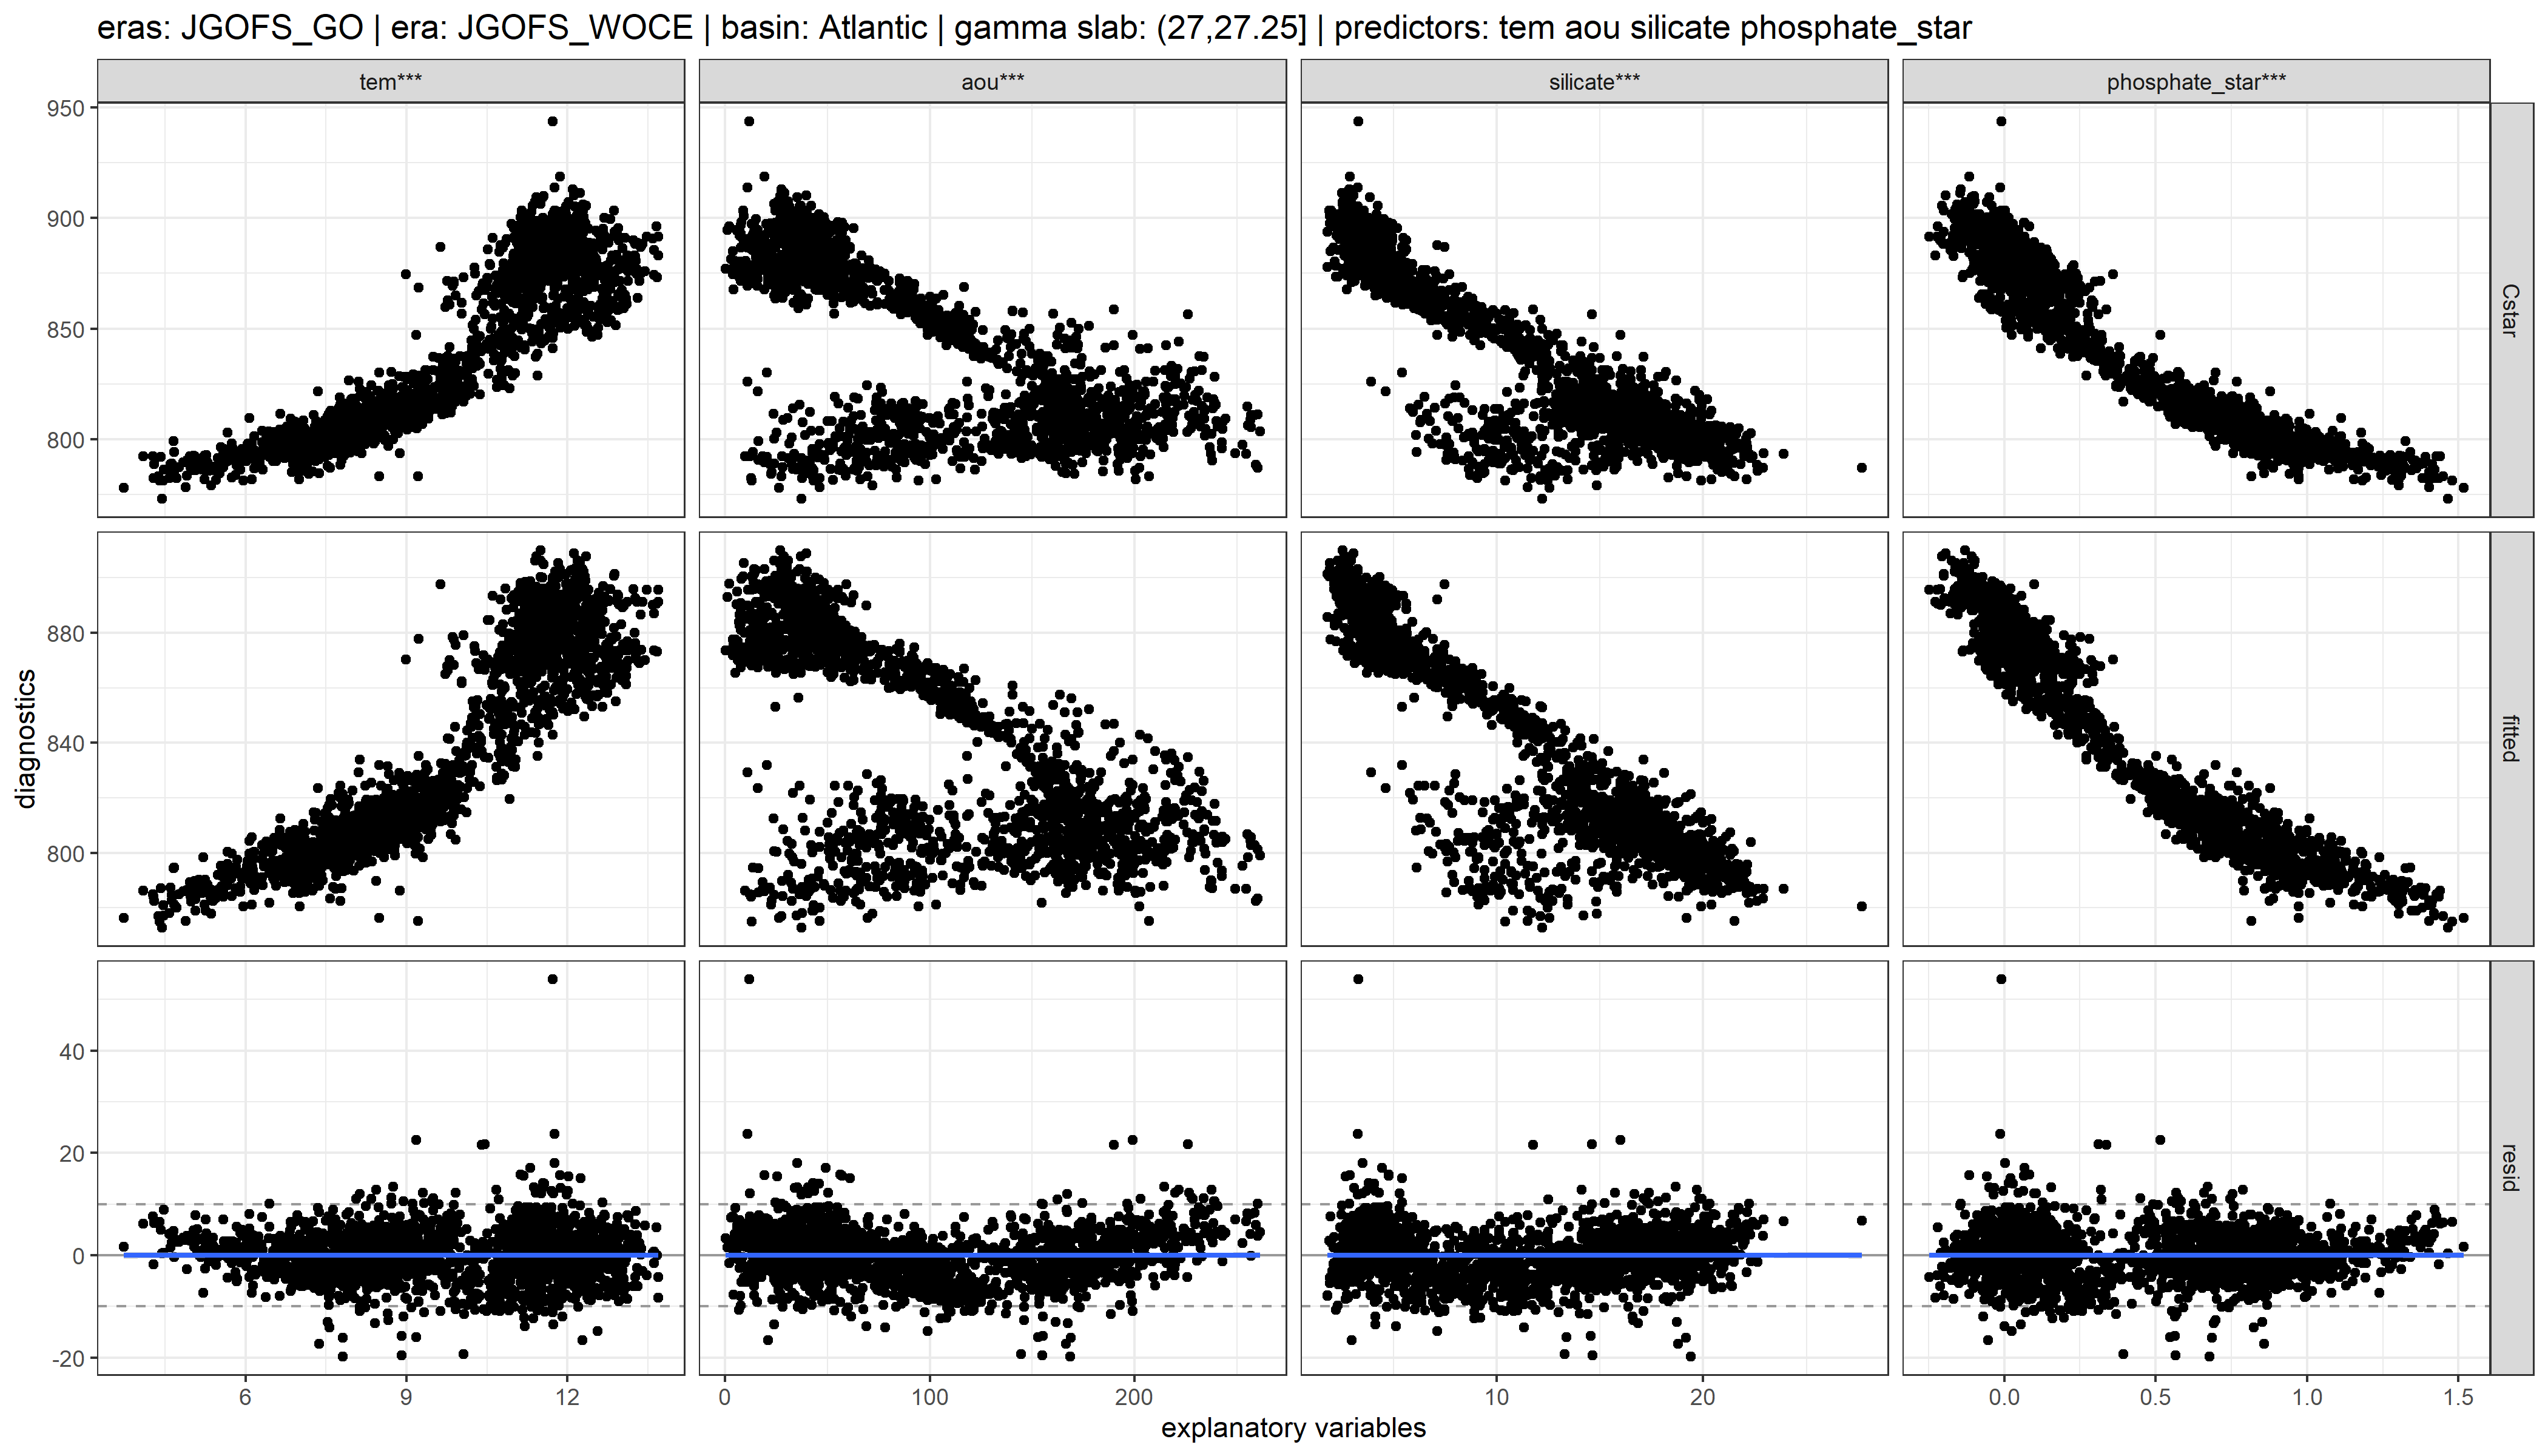 eras: JGOFS_GO | era: JGOFS_WOCE | basin: Atlantic | gamma slab: (27,27.25] | predictors: tem aou silicate phosphate_star
tem*** aou*** silicate*** phosphate_star***
950
900
850
800
Cstar
880
840
800
fitted
diagnostics
40
20
0
-20
resid
6 9 12 0 100 200 10 20 0.0 0.5 1.0 1.5
explanatory variables